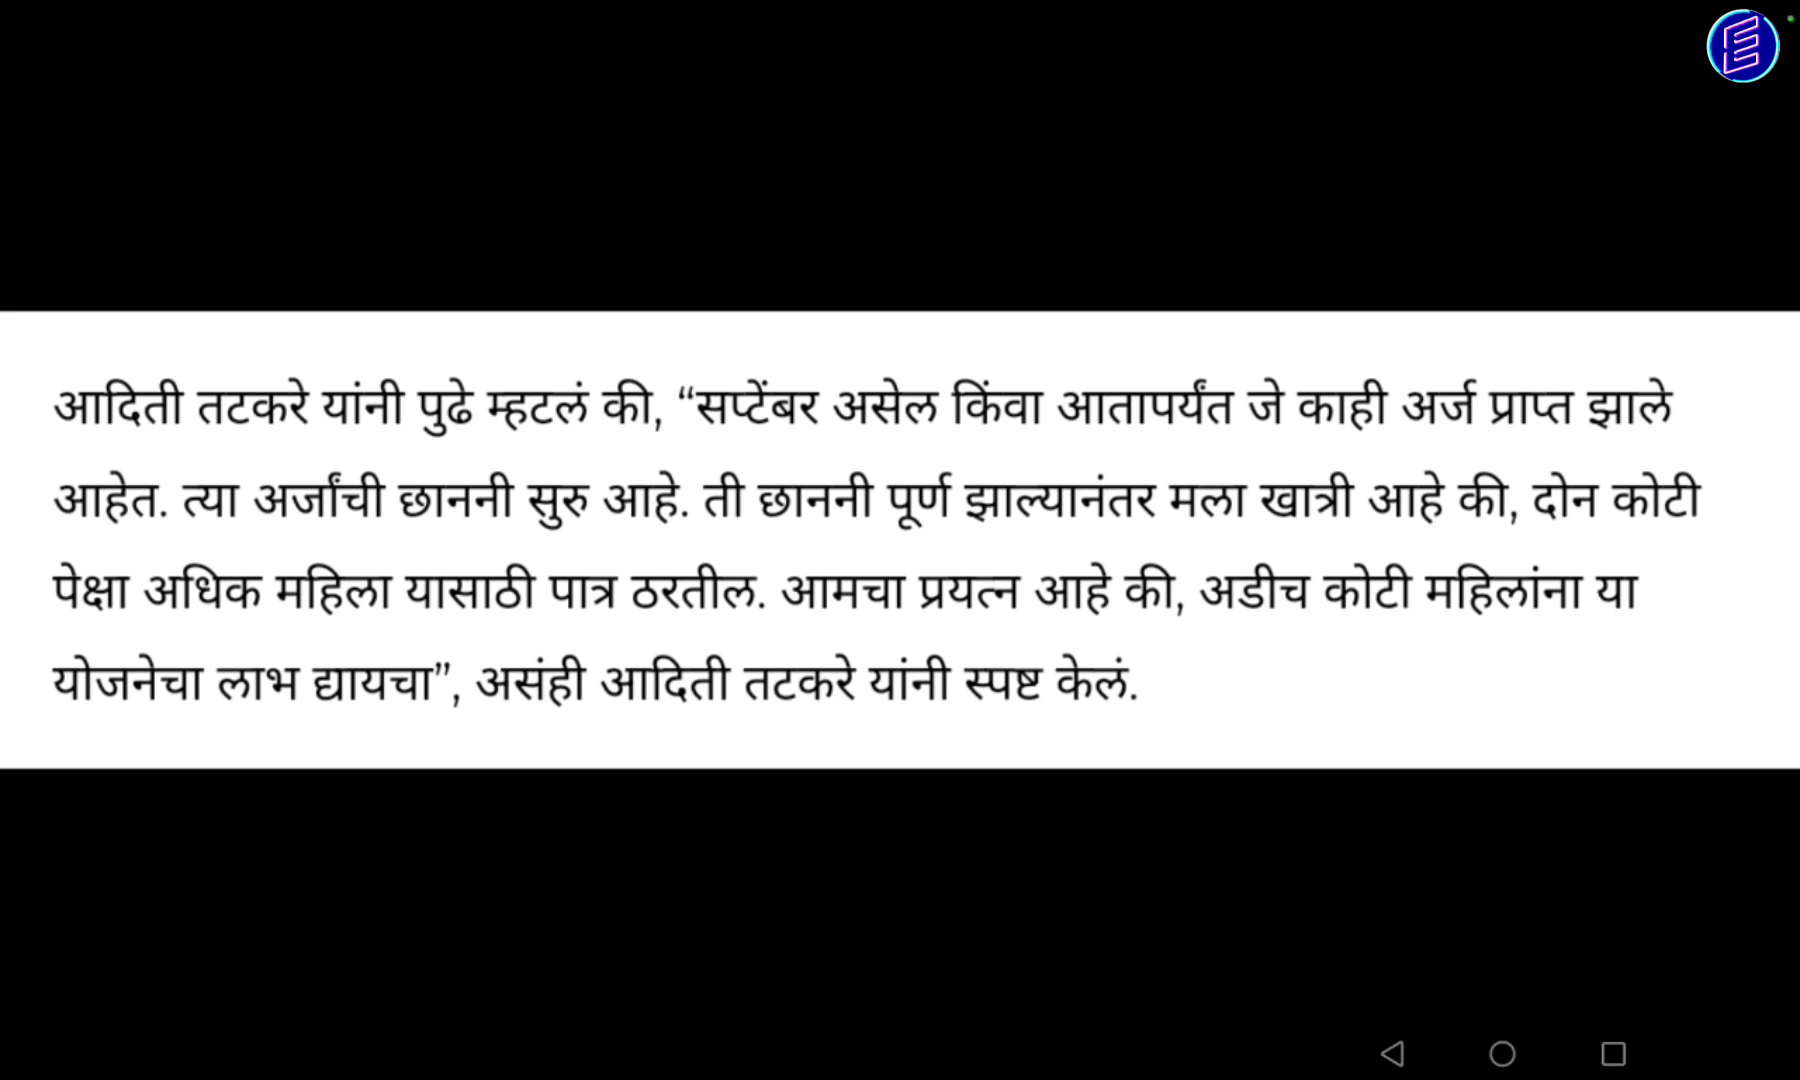 आदिती तटकरे यांनी पुढे म्हटलं की, “सप्टेंबर असेल किंवा आतापर्यंत जे काही अर्ज प्राप्त झाले
आहेत. त्या अर्जांची छाननी सुरु आहे. ती छाननी पूर्ण झाल्यानंतर मला खात्री आहे की, दोन कोटी
पेक्षा अधिक महिला यासाठी पात्र ठरतील. आमचा प्रयत्न आहे की, अडीच कोटी महिलांना या
योजनेचा लाभ द्यायचा”, असंही आदिती तटकरे यांनी स्पष्ट केलं.